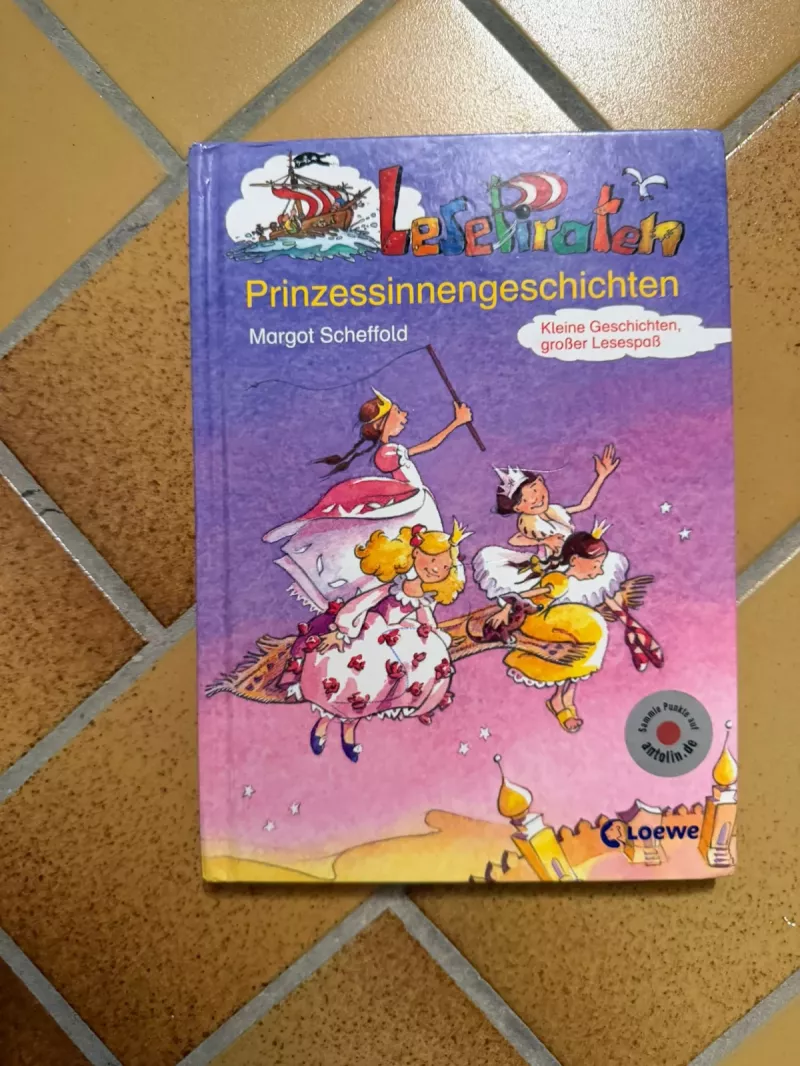 Lesepiraten
Prinzessinnengeschichten
Margot Scheffold
Kleine Geschichten,
großer Lesespaß
Sammle Punkte auf
antolin.de
Loewe